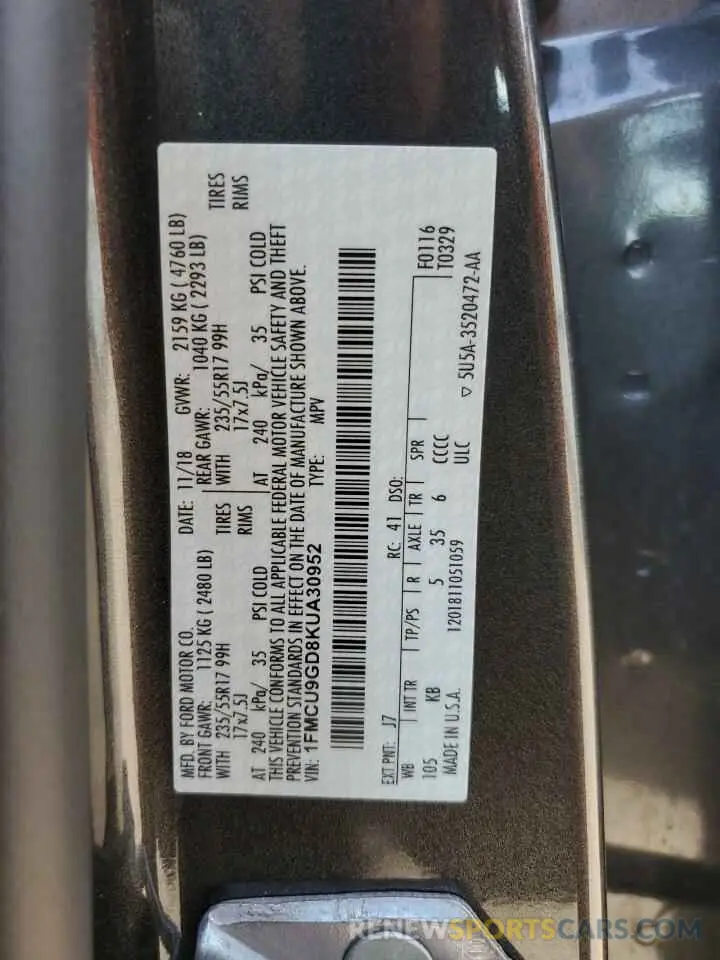 MFD. BY FORD MOTOR CO.
DATE: 11/18 GVWR: 2159 KG ( 4760 LB)
FRONT GAWR: 1125 KG ( 2480 LB) REAR GAWR: 1040 KG ( 2293 LB)
WITH 235/55R17 99H TIRES WITH 235/55R17 99H TIRES
17x7.5J RIMS 17x7.5J RIMS
AT 240 kPa/ 35 PSI COLD AT 240 kPa/ 35 PSI COLD
THIS VEHICLE CONFORMS TO ALL APPLICABLE FEDERAL MOTOR VEHICLE SAFETY AND THEFT
PREVENTION STANDARDS IN EFFECT ON THE DATE OF MANUFACTURE SHOWN ABOVE.
VIN: 1FMCU9GD8KUA30952 TYPE: MPV
EXT PNT: J7 RC: 41 DSO: F0116
WB INT TR TP/PS R AXLE TR SPR T0329
105 KB 5 35 6 CCCC
MADE IN U.S.A. 1201811051059 ULC ▽ 5U5A-3520472-AA
RENEWSPORTSCARS.COM